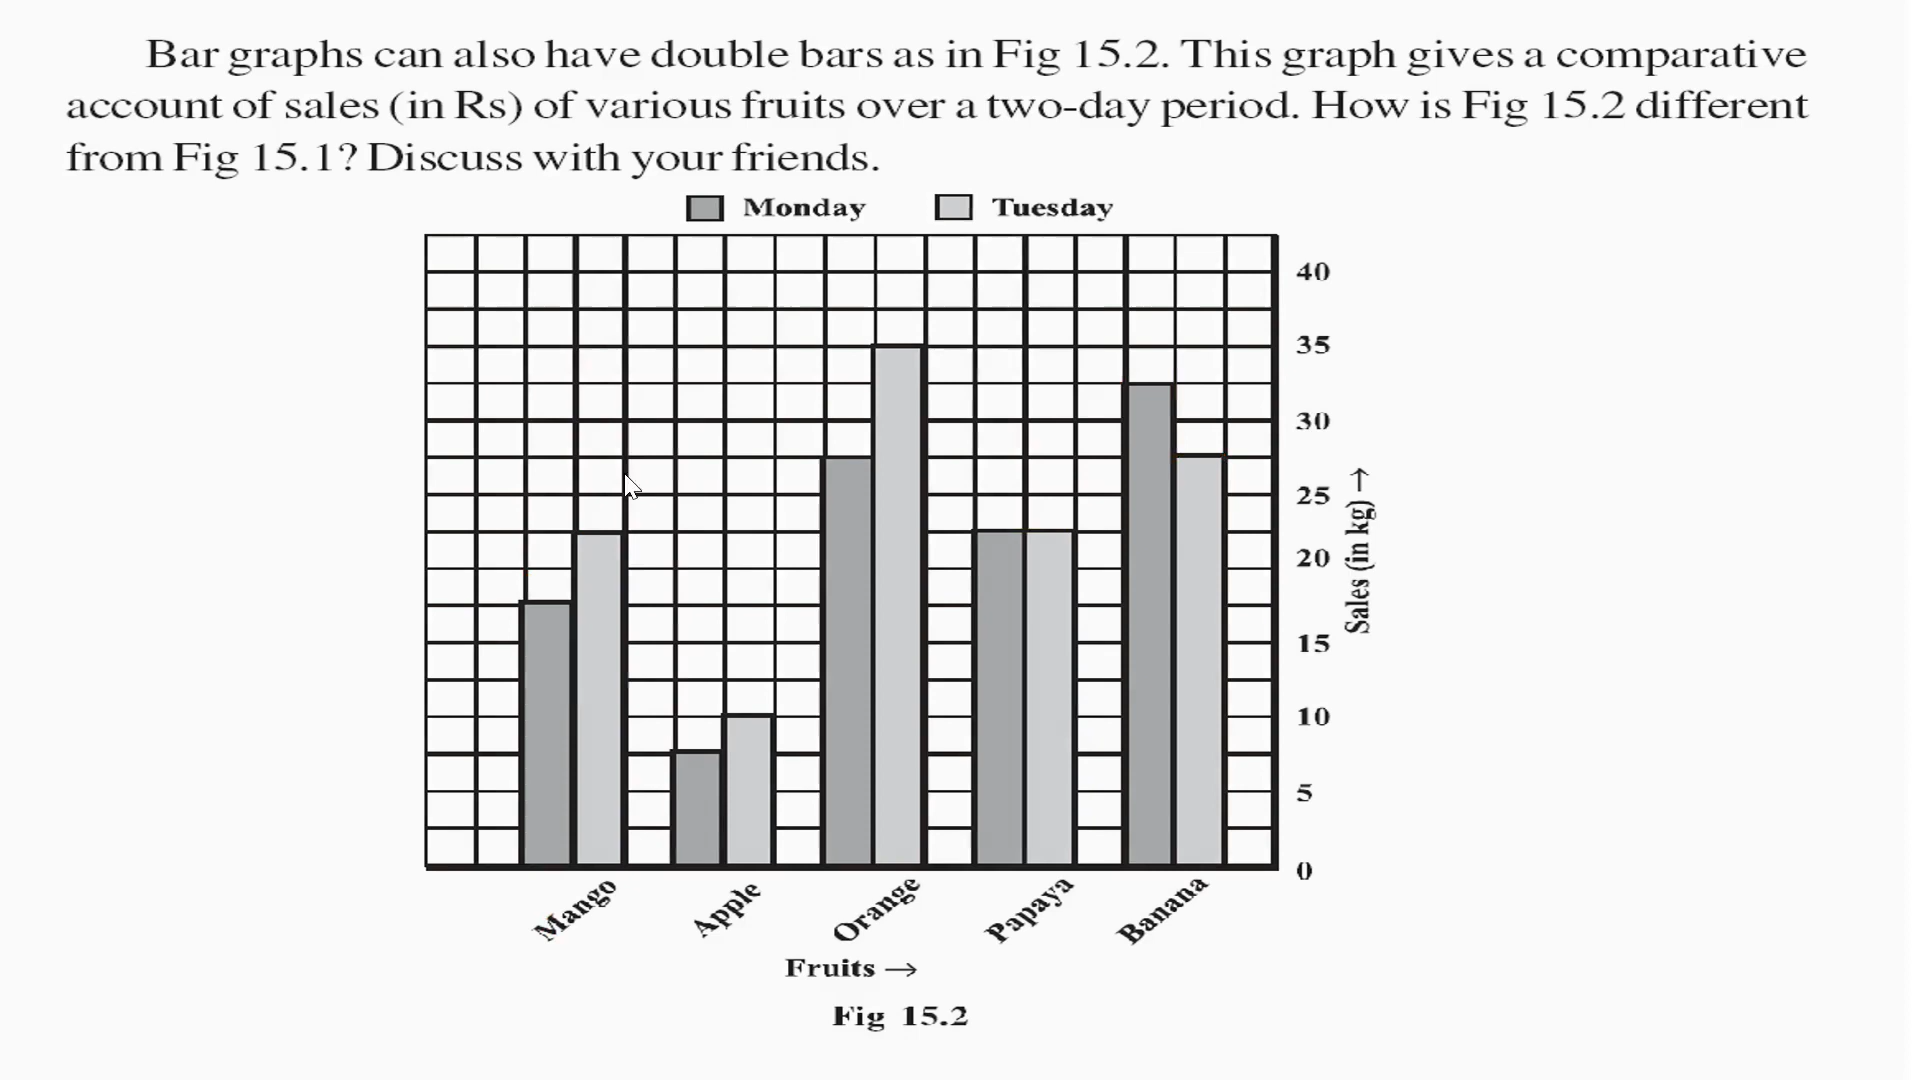 Bar graphs can also have double bars as in Fig 15.2. This graph gives a comparative
account of sales (in Rs) of various fruits over a two-day period. How is Fig 15.2 different
from Fig 15.1? Discuss with your friends.
Monday Tuesday
40
35
30
25
20
15
10
5
0
Sales (in kg) →
Mango Apple Orange Papaya Banana
Fruits →
Fig 15.2